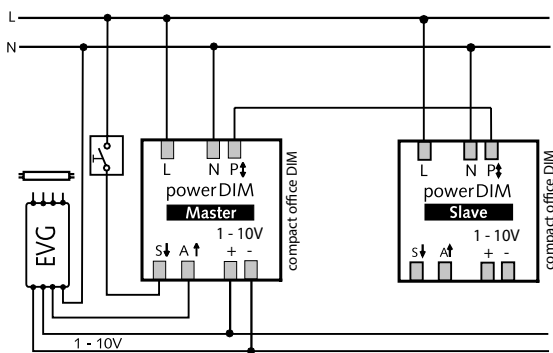 L
N
L N P
powerDIM
Master
1 - 10V
S A + -
compact office DIM
L N P
powerDIM
Slave
1 - 10V
S A + -
compact office DIM
EVG
1 - 10V